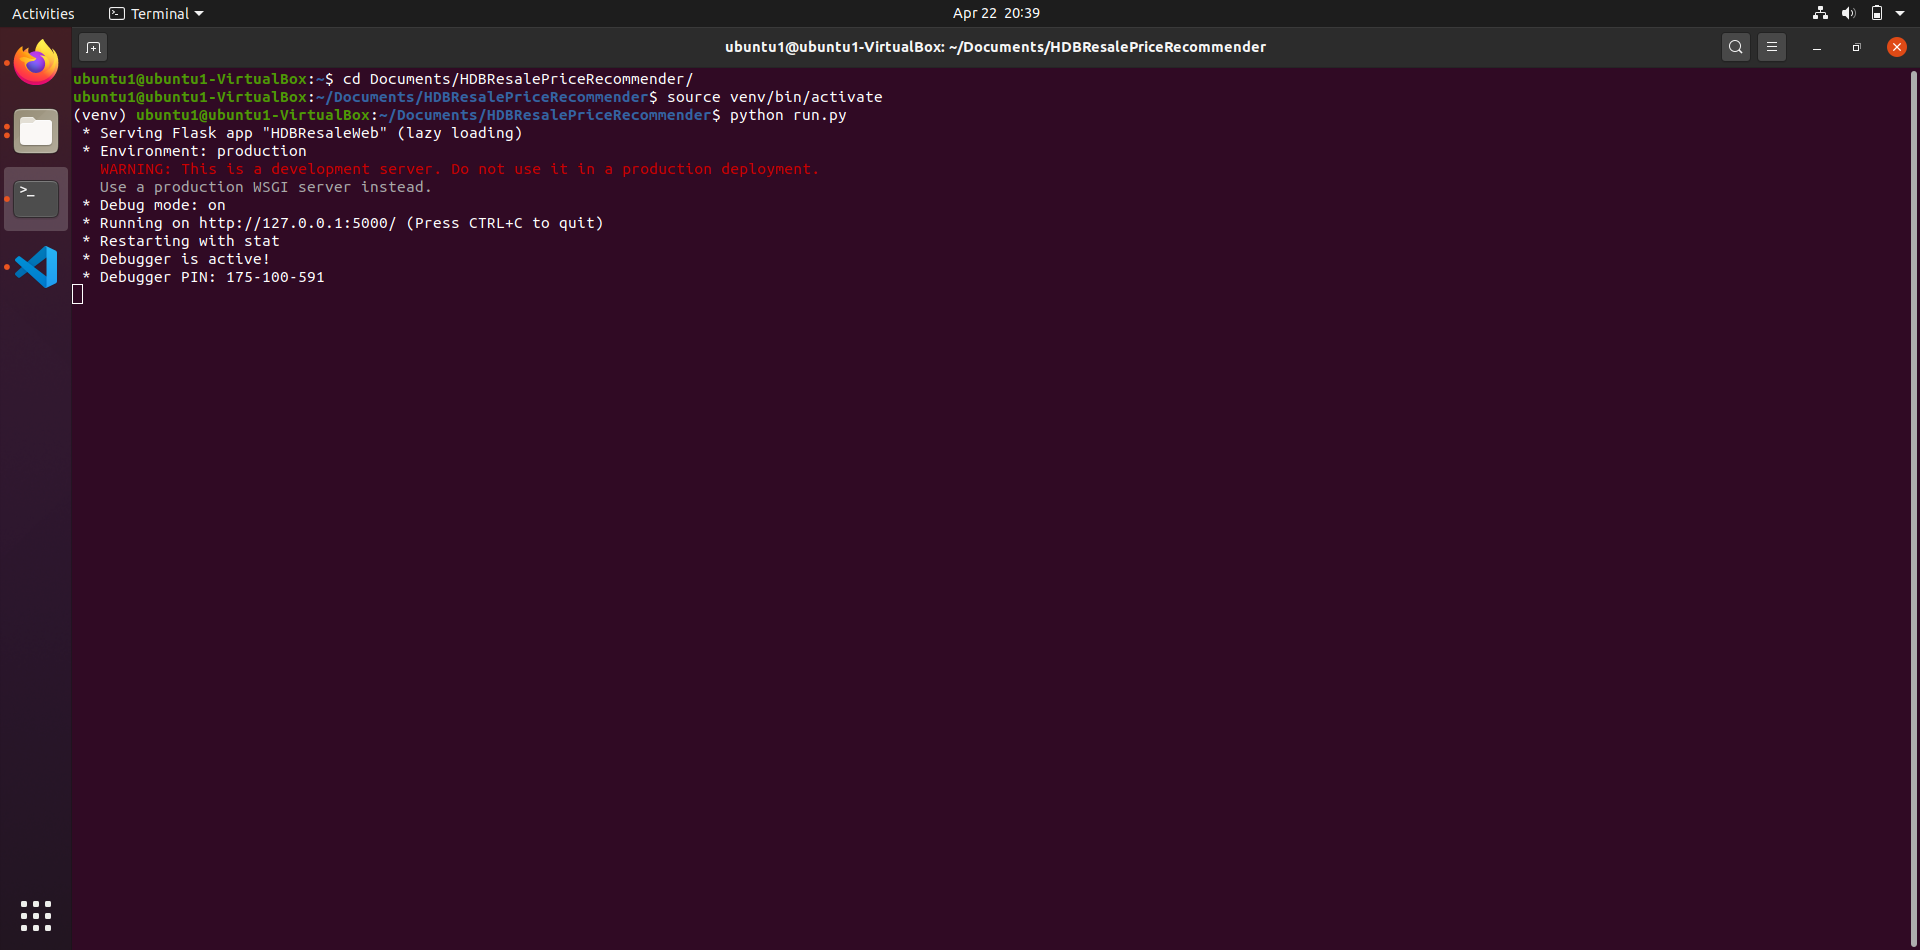 Activities Terminal Apr 22 20:39
ubuntu1@ubuntu1-VirtualBox: ~/Documents/HDBResalePriceRecommender
ubuntu1@ubuntu1-VirtualBox:~$ cd Documents/HDBResalePriceRecommender/
ubuntu1@ubuntu1-VirtualBox:~/Documents/HDBResalePriceRecommender$ source venv/bin/activate
(venv) ubuntu1@ubuntu1-VirtualBox:~/Documents/HDBResalePriceRecommender$ python run.py
* Serving Flask app "HDBResaleWeb" (lazy loading)
* Environment: production
WARNING: This is a development server. Do not use it in a production deployment.
Use a production WSGI server instead.
* Debug mode: on
* Running on http://127.0.0.1:5000/ (Press CTRL+C to quit)
* Restarting with stat
* Debugger is active!
* Debugger PIN: 175-100-591